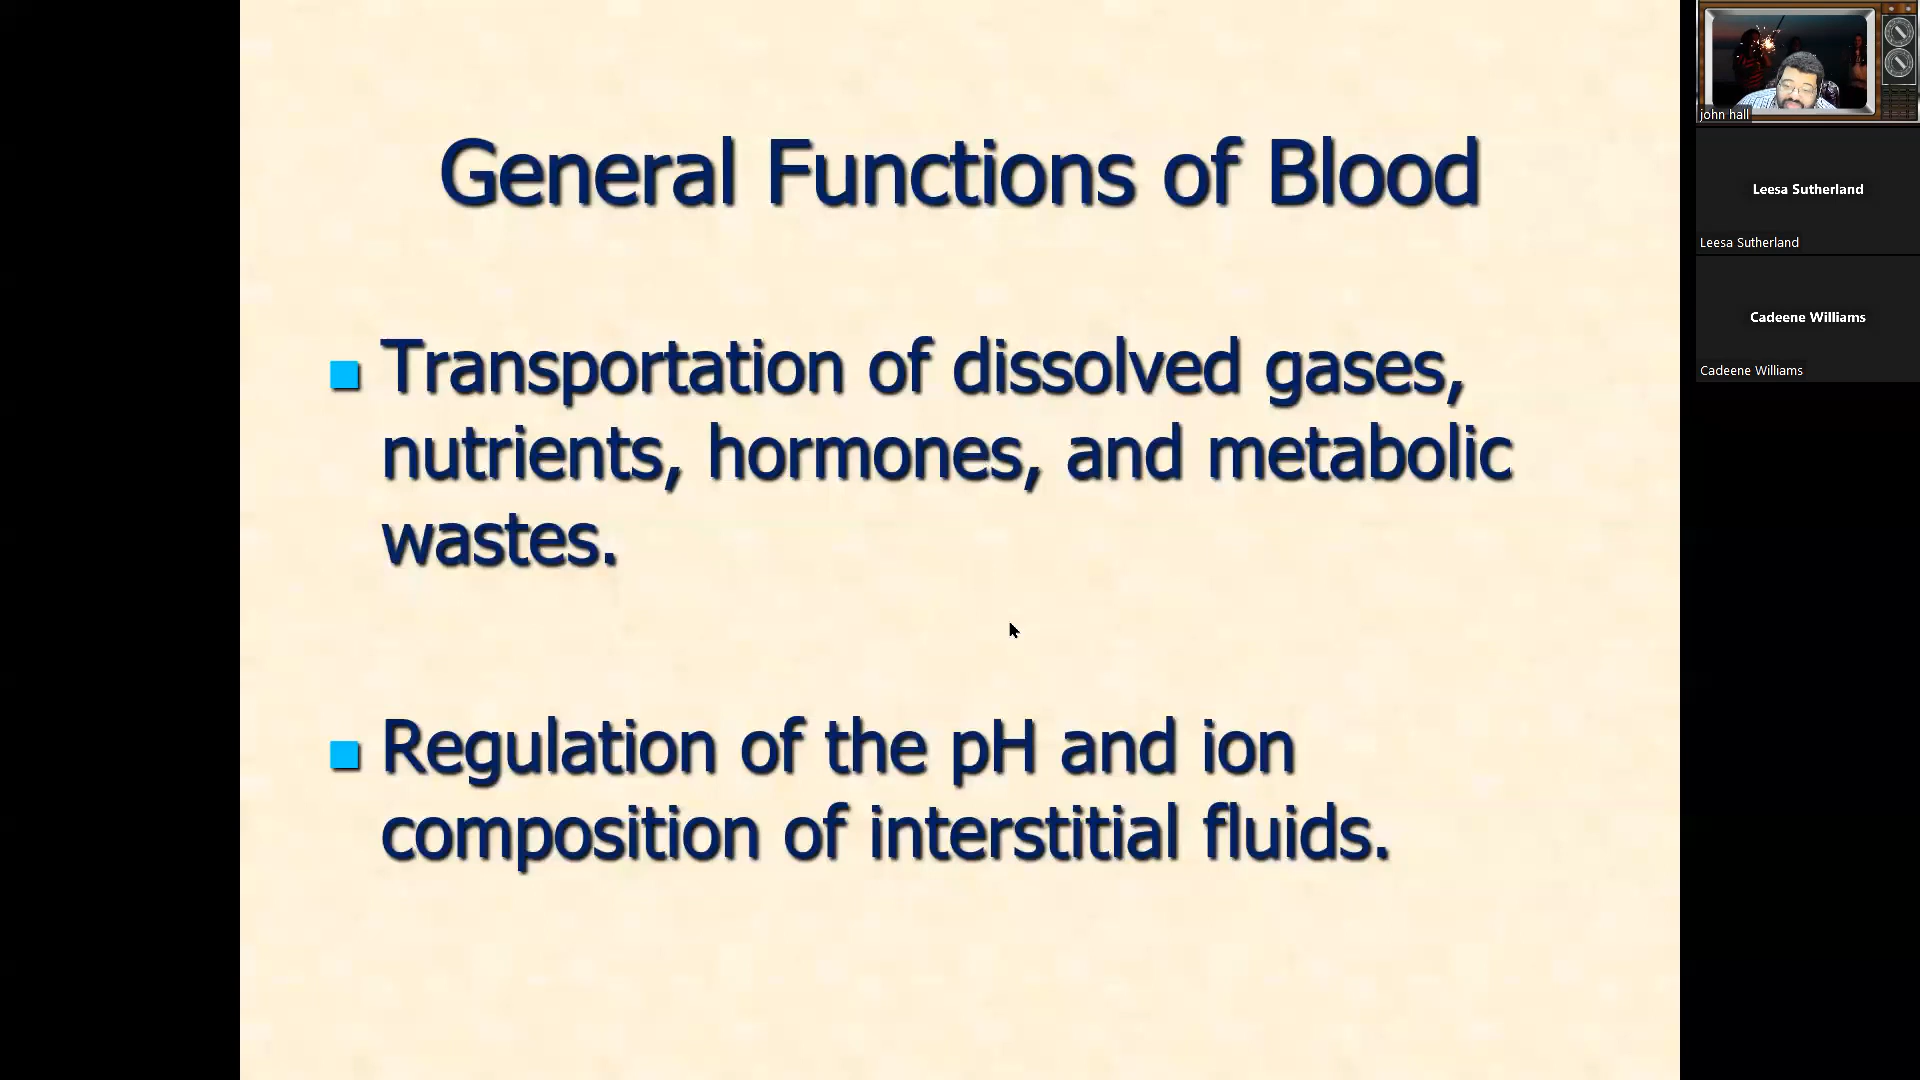 General Functions of Blood
Transportation of dissolved gases,
nutrients, hormones, and metabolic
wastes.
Regulation of the pH and ion
composition of interstitial fluids.
john hall
Leesa Sutherland
Leesa Sutherland
Cadeene Williams
Cadeene Williams